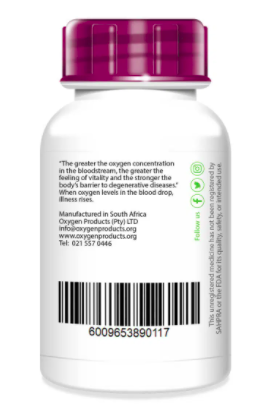 "The greater the oxygen concentration
in the bloodstream, the greater the
feeling of vitality and the stronger the
body's barrier to degenerative diseases."
When oxygen levels in the blood drop,
illness rises.
Manufactured in South Africa
Oxygen Products (Pty) LTD
info@oxygenproducts.org
www.oxygenproducts.org
Tel: 021 557 0446
6009653890117
Follow us
This unregistered medicine has not been registered by
SAHPRA or the FDA for its quality, safety, or intended use.